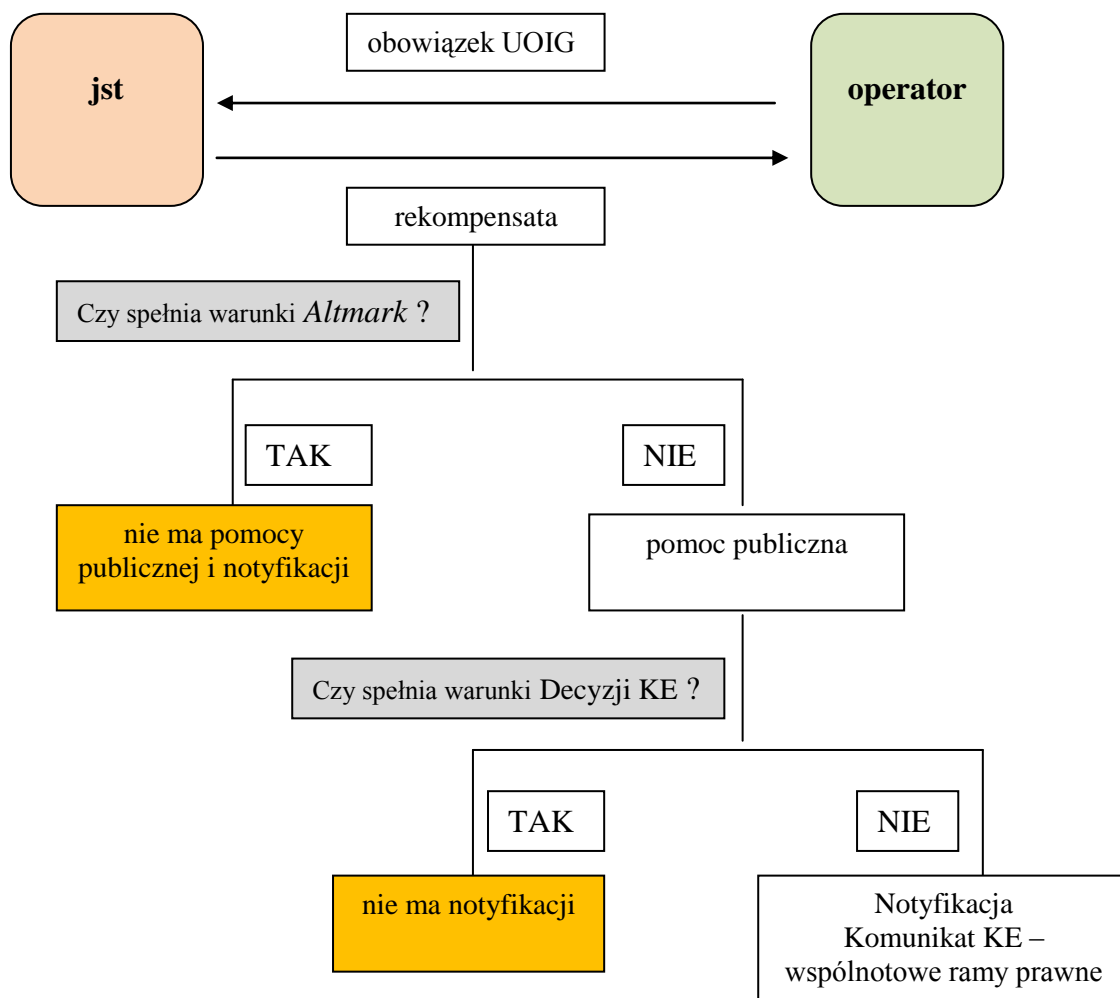 obowiązek UOIG
jst
operator
rekompensata
Czy spełnia warunki Altmark ?
TAK
NIE
nie ma pomocy
publicznej i notyfikacji
pomoc publiczna
Czy spełnia warunki Decyzji KE ?
TAK
NIE
nie ma notyfikacji
Notyfikacja
Komunikat KE –
wspólnotowe ramy prawne